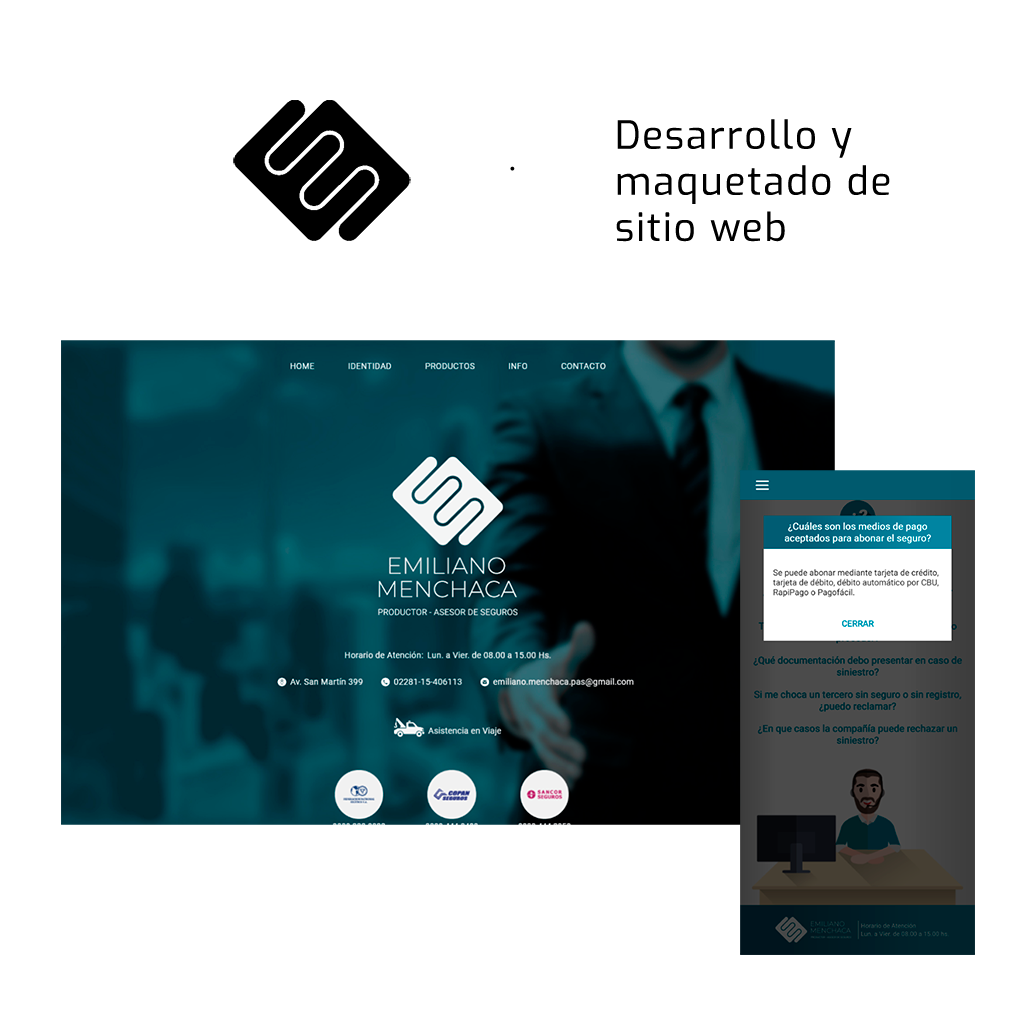 Desarrollo y
maquetado de
sitio web
HOME IDENTIDAD PRODUCTOS INFO CONTACTO
EMILIANO
MENCHACA
PRODUCTOR - ASESOR DE SEGUROS
Horario de Atención: Lun. a Vier. de 08.00 a 15.00 Hs.
Av. San Martín 399 02281-15-406113 emiliano.menchaca.pas@gmail.com
Asistencia en Viaje
COPAN
SEGUROS
SANCOR
SEGUROS
¿Cuáles son los medios de pago
aceptados para abonar el seguro?
Se puede abonar mediante tarjeta de crédito,
tarjeta de débito, débito automático por CBU,
RapiPago o Pagofácil.
CERRAR
¿Qué documentación debo presentar en caso de
siniestro?
Si me choca un tercero sin seguro o sin registro,
¿puedo reclamar?
¿En que casos la compañía puede rechazar un
siniestro?
EMILIANO
MENCHACA
Horario de Atención
Lun. a Vier. de 08.00 a 15.00 hs.